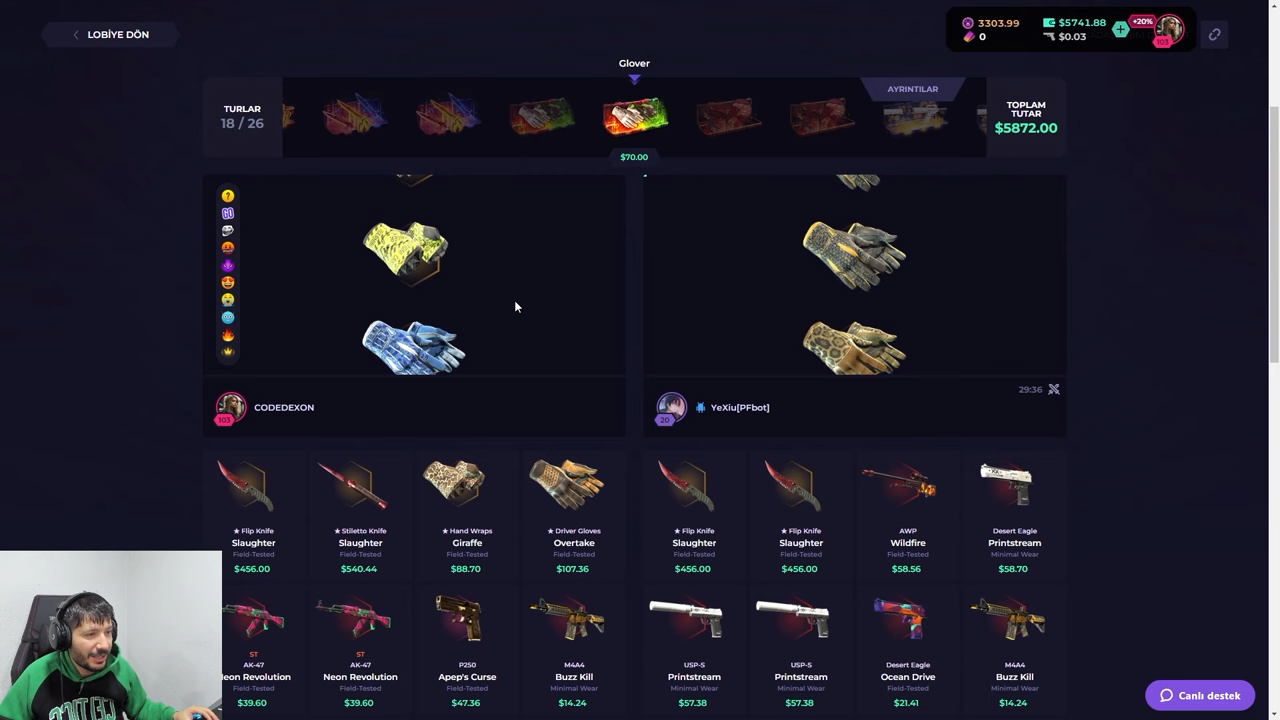 LOBİYE DÖN
3303.99
0
$5741.88
$0.03
+20%
103
Glover
TURLAR
18 / 26
AYRINTILAR
TOPLAM
TUTAR
$5872.00
$70.00
GG
103
CODEDEXON
20
YeXiu[PFbot]
29:36
★ Flip Knife
Slaughter
Field-Tested
$456.00
★ Stiletto Knife
Slaughter
Field-Tested
$540.44
★ Hand Wraps
Giraffe
Field-Tested
$88.70
★ Driver Gloves
Overtake
Field-Tested
$107.36
★ Flip Knife
Slaughter
Field-Tested
$456.00
★ Flip Knife
Slaughter
Field-Tested
$456.00
AWP
Wildfire
Field-Tested
$58.56
Desert Eagle
Printstream
Minimal Wear
$58.70
ST
AK-47
Neon Revolution
Field-Tested
$39.60
ST
AK-47
Neon Revolution
Field-Tested
$39.60
P250
Apep's Curse
Field-Tested
$47.36
M4A4
Buzz Kill
Minimal Wear
$14.24
USP-S
Printstream
Minimal Wear
$57.38
USP-S
Printstream
Minimal Wear
$57.38
Desert Eagle
Ocean Drive
Field-Tested
$21.41
M4A4
Buzz Kill
Minimal Wear
$14.24
Canlı destek